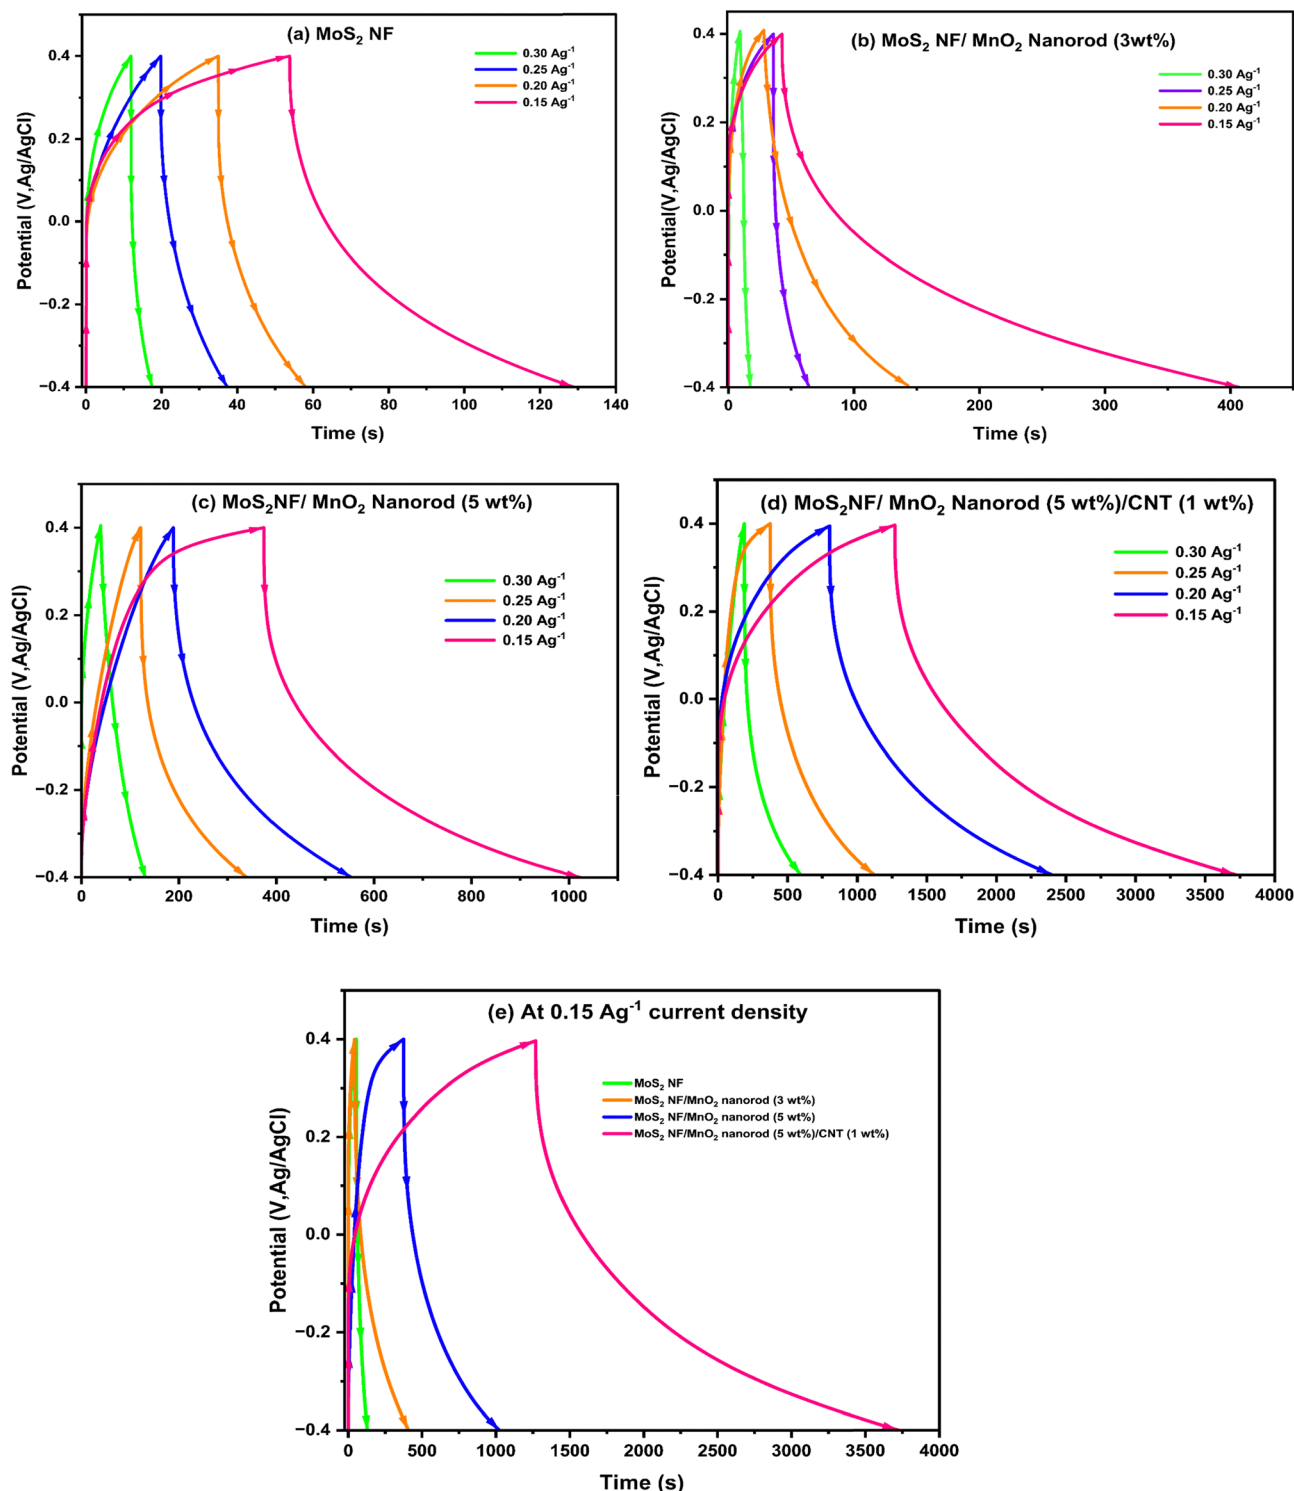 (a) MoS₂ NF
0.30 Ag⁻¹
0.25 Ag⁻¹
0.20 Ag⁻¹
0.15 Ag⁻¹
Potential (V,Ag/AgCl)
0.4
0.2
0.0
−0.2
−0.4
0 20 40 60 80 100 120 140
Time (s)
(b) MoS₂ NF/ MnO₂ Nanorod (3wt%)
0.30 Ag⁻¹
0.25 Ag⁻¹
0.20 Ag⁻¹
0.15 Ag⁻¹
Potential(V,Ag/AgCl)
0.4
0.2
0.0
−0.2
−0.4
0 100 200 300 400
Time (s)
(c) MoS₂NF/ MnO₂ Nanorod (5 wt%)
0.30 Ag⁻¹
0.25 Ag⁻¹
0.20 Ag⁻¹
0.15 Ag⁻¹
Potential (V,Ag/AgCl)
0.4
0.2
0.0
−0.2
−0.4
0 200 400 600 800 1000
Time (s)
(d) MoS₂NF/ MnO₂ Nanorod (5 wt%)/CNT (1 wt%)
0.30 Ag⁻¹
0.25 Ag⁻¹
0.20 Ag⁻¹
0.15 Ag⁻¹
Potential (V,Ag/AgCl)
0.4
0.2
0.0
−0.2
−0.4
0 500 1000 1500 2000 2500 3000 3500 4000
Time (s)
(e) At 0.15 Ag⁻¹ current density
MoS₂ NF
MoS₂ NF/MnO₂ nanorod (3 wt%)
MoS₂ NF/MnO₂ nanorod (5 wt%)
MoS₂ NF/MnO₂ nanorod (5 wt%)/CNT (1 wt%)
Potential (V,Ag/AgCl)
0.4
0.2
0.0
−0.2
−0.4
0 500 1000 1500 2000 2500 3000 3500 4000
Time (s)